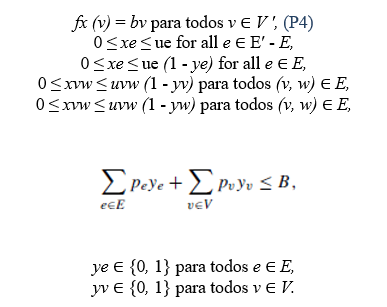 fx (v) = bv para todos v ∈ V ', (P4)
0 ≤ xe ≤ ue for all e ∈ E′ - E,
0 ≤ xe ≤ ue (1 - ye) for all e ∈ E,
0 ≤ xvw ≤ uvw (1 - yv) para todos (v, w) ∈ E,
0 ≤ xvw ≤ uvw (1 - yw) para todos (v, w) ∈ E,
∑e∈E peye + ∑v∈V pvyv ≤ B,
ye ∈ {0, 1} para todos e ∈ E,
yv ∈ {0, 1} para todos v ∈ V.